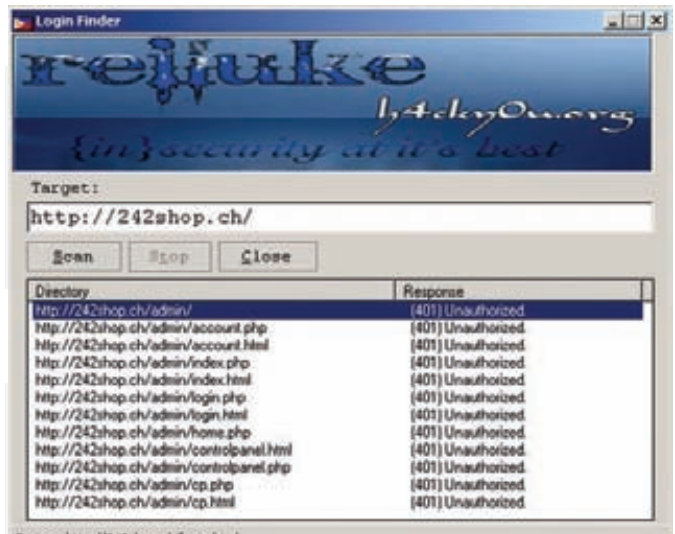 Login Finder
reiluke
h4cky0u.org
{in}security at it's best
Target:
http://242shop.ch/
Scan Stop Close
Directory Response
http://242shop.ch/admin/ (401) Unauthorized.
http://242shop.ch/admin/account.php (401) Unauthorized.
http://242shop.ch/admin/account.html (401) Unauthorized.
http://242shop.ch/admin/index.php (401) Unauthorized.
http://242shop.ch/admin/index.html (401) Unauthorized.
http://242shop.ch/admin/login.php (401) Unauthorized.
http://242shop.ch/admin/login.html (401) Unauthorized.
http://242shop.ch/admin/home.php (401) Unauthorized.
http://242shop.ch/admin/controlpanel.html (401) Unauthorized.
http://242shop.ch/admin/controlpanel.php (401) Unauthorized.
http://242shop.ch/admin/cp.php (401) Unauthorized.
http://242shop.ch/admin/cp.html (401) Unauthorized.